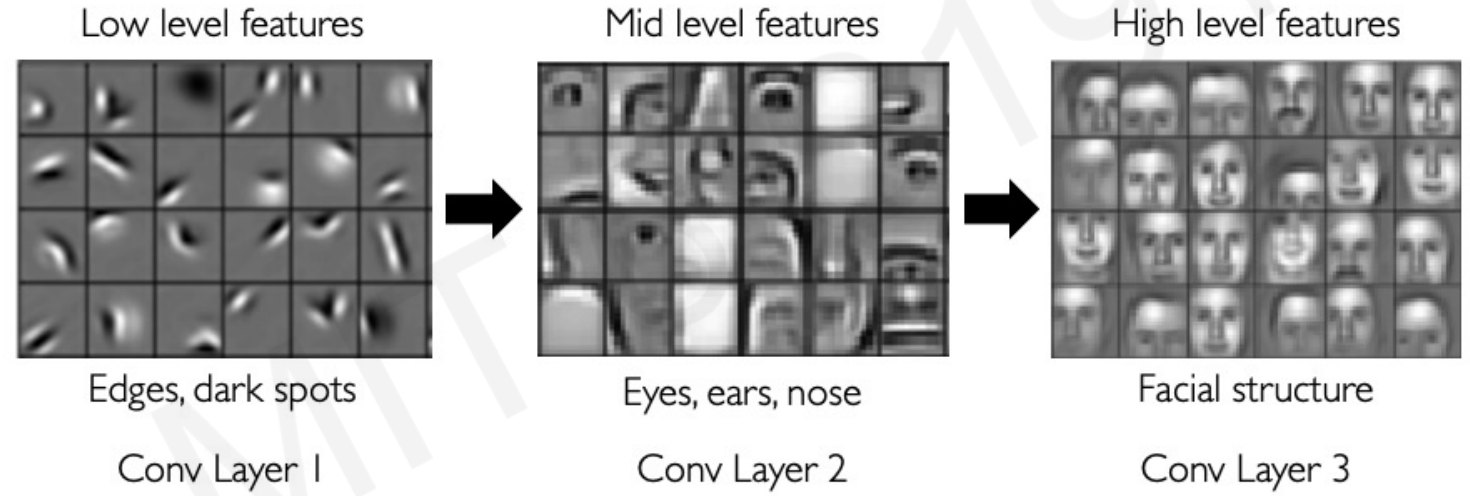 Low level features
Mid level features
High level features
Edges, dark spots
Eyes, ears, nose
Facial structure
Conv Layer 1
Conv Layer 2
Conv Layer 3
MIT